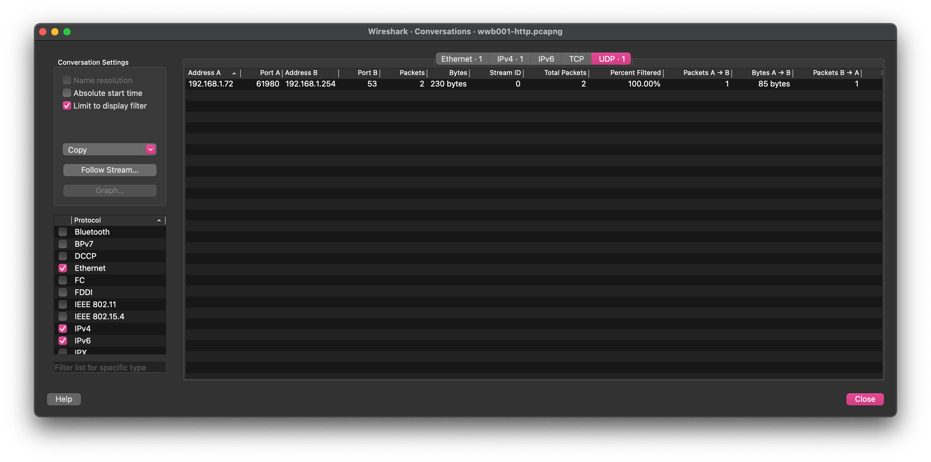 Wireshark · Conversations · wwb001-http.pcapng
Conversation Settings
Name resolution
Absolute start time
Limit to display filter
Copy
Follow Stream...
Graph...
Protocol
Bluetooth
BPv7
DCCP
Ethernet
FC
FDDI
IEEE 802.11
IEEE 802.15.4
IPv4
IPv6
IPX
Filter list for specific type
Ethernet · 1 IPv4 · 1 IPv6 TCP UDP · 1
Address A Port A Address B Port B Packets Bytes Stream ID Total Packets Percent Filtered Packets A → B Bytes A → B Packets B → A
192.168.1.72 61980 192.168.1.254 53 2 230 bytes 0 2 100.00% 1 85 bytes 1
Help
Close